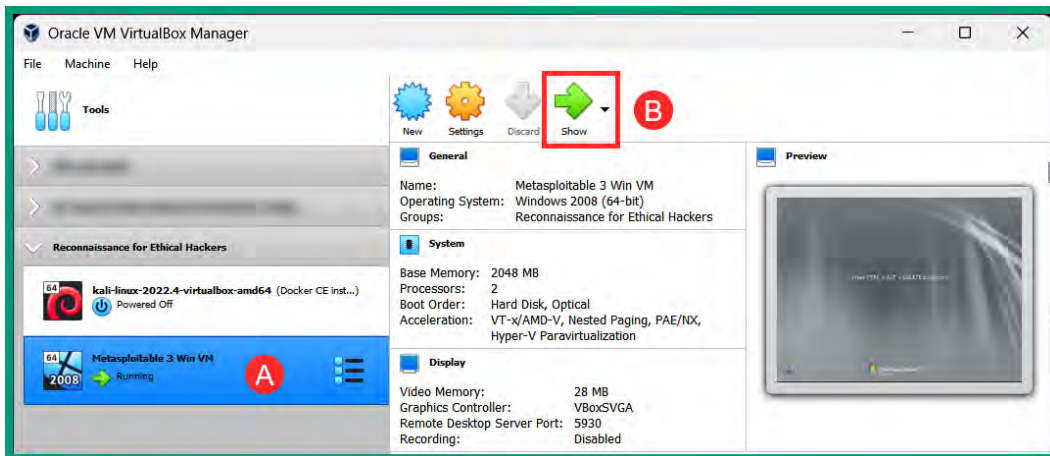 Oracle VM VirtualBox Manager
File Machine Help
Tools
New Settings Discard Show
B
Reconnaissance for Ethical Hackers
64
kali-linux-2022.4-virtualbox-amd64 (Docker CE inst...)
Powered Off
64
2008
Metasploitable 3 Win VM
Running
A
General
Name: Metasploitable 3 Win VM
Operating System: Windows 2008 (64-bit)
Groups: Reconnaissance for Ethical Hackers
System
Base Memory: 2048 MB
Processors: 2
Boot Order: Hard Disk, Optical
Acceleration: VT-x/AMD-V, Nested Paging, PAE/NX,
Hyper-V Paravirtualization
Display
Video Memory: 28 MB
Graphics Controller: VBoxSVGA
Remote Desktop Server Port: 5930
Recording: Disabled
Preview